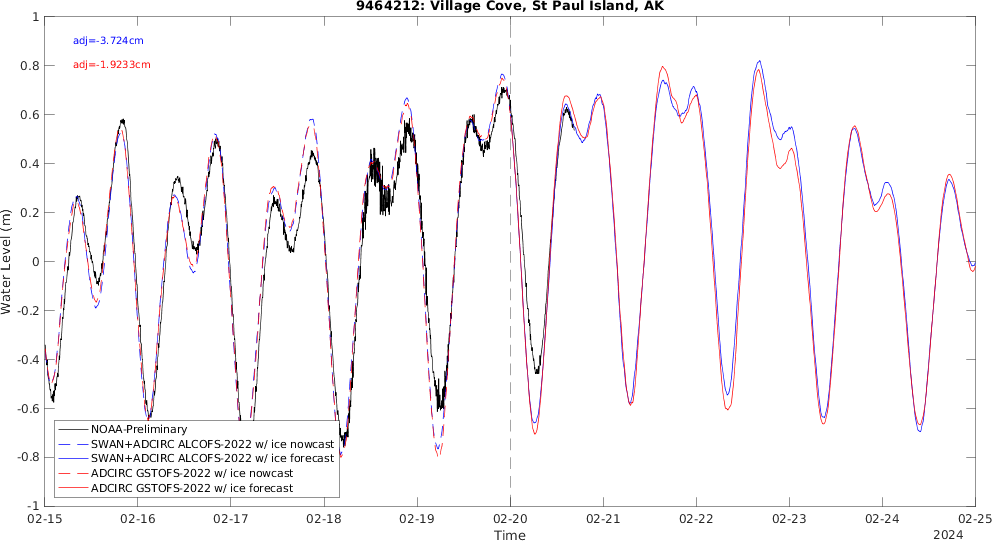 9464212: Village Cove, St Paul Island, AK
1
0.8
0.6
0.4
0.2
0
-0.2
-0.4
-0.6
-0.8
-1
Water Level (m)
adj=-3.724cm
adj=-1.9233cm
NOAA-Preliminary
SWAN+ADCIRC ALCOFS-2022 w/ ice nowcast
SWAN+ADCIRC ALCOFS-2022 w/ ice forecast
ADCIRC GSTOFS-2022 w/ ice nowcast
ADCIRC GSTOFS-2022 w/ ice forecast
02-15 02-16 02-17 02-18 02-19 02-20 02-21 02-22 02-23 02-24 02-25
Time
2024